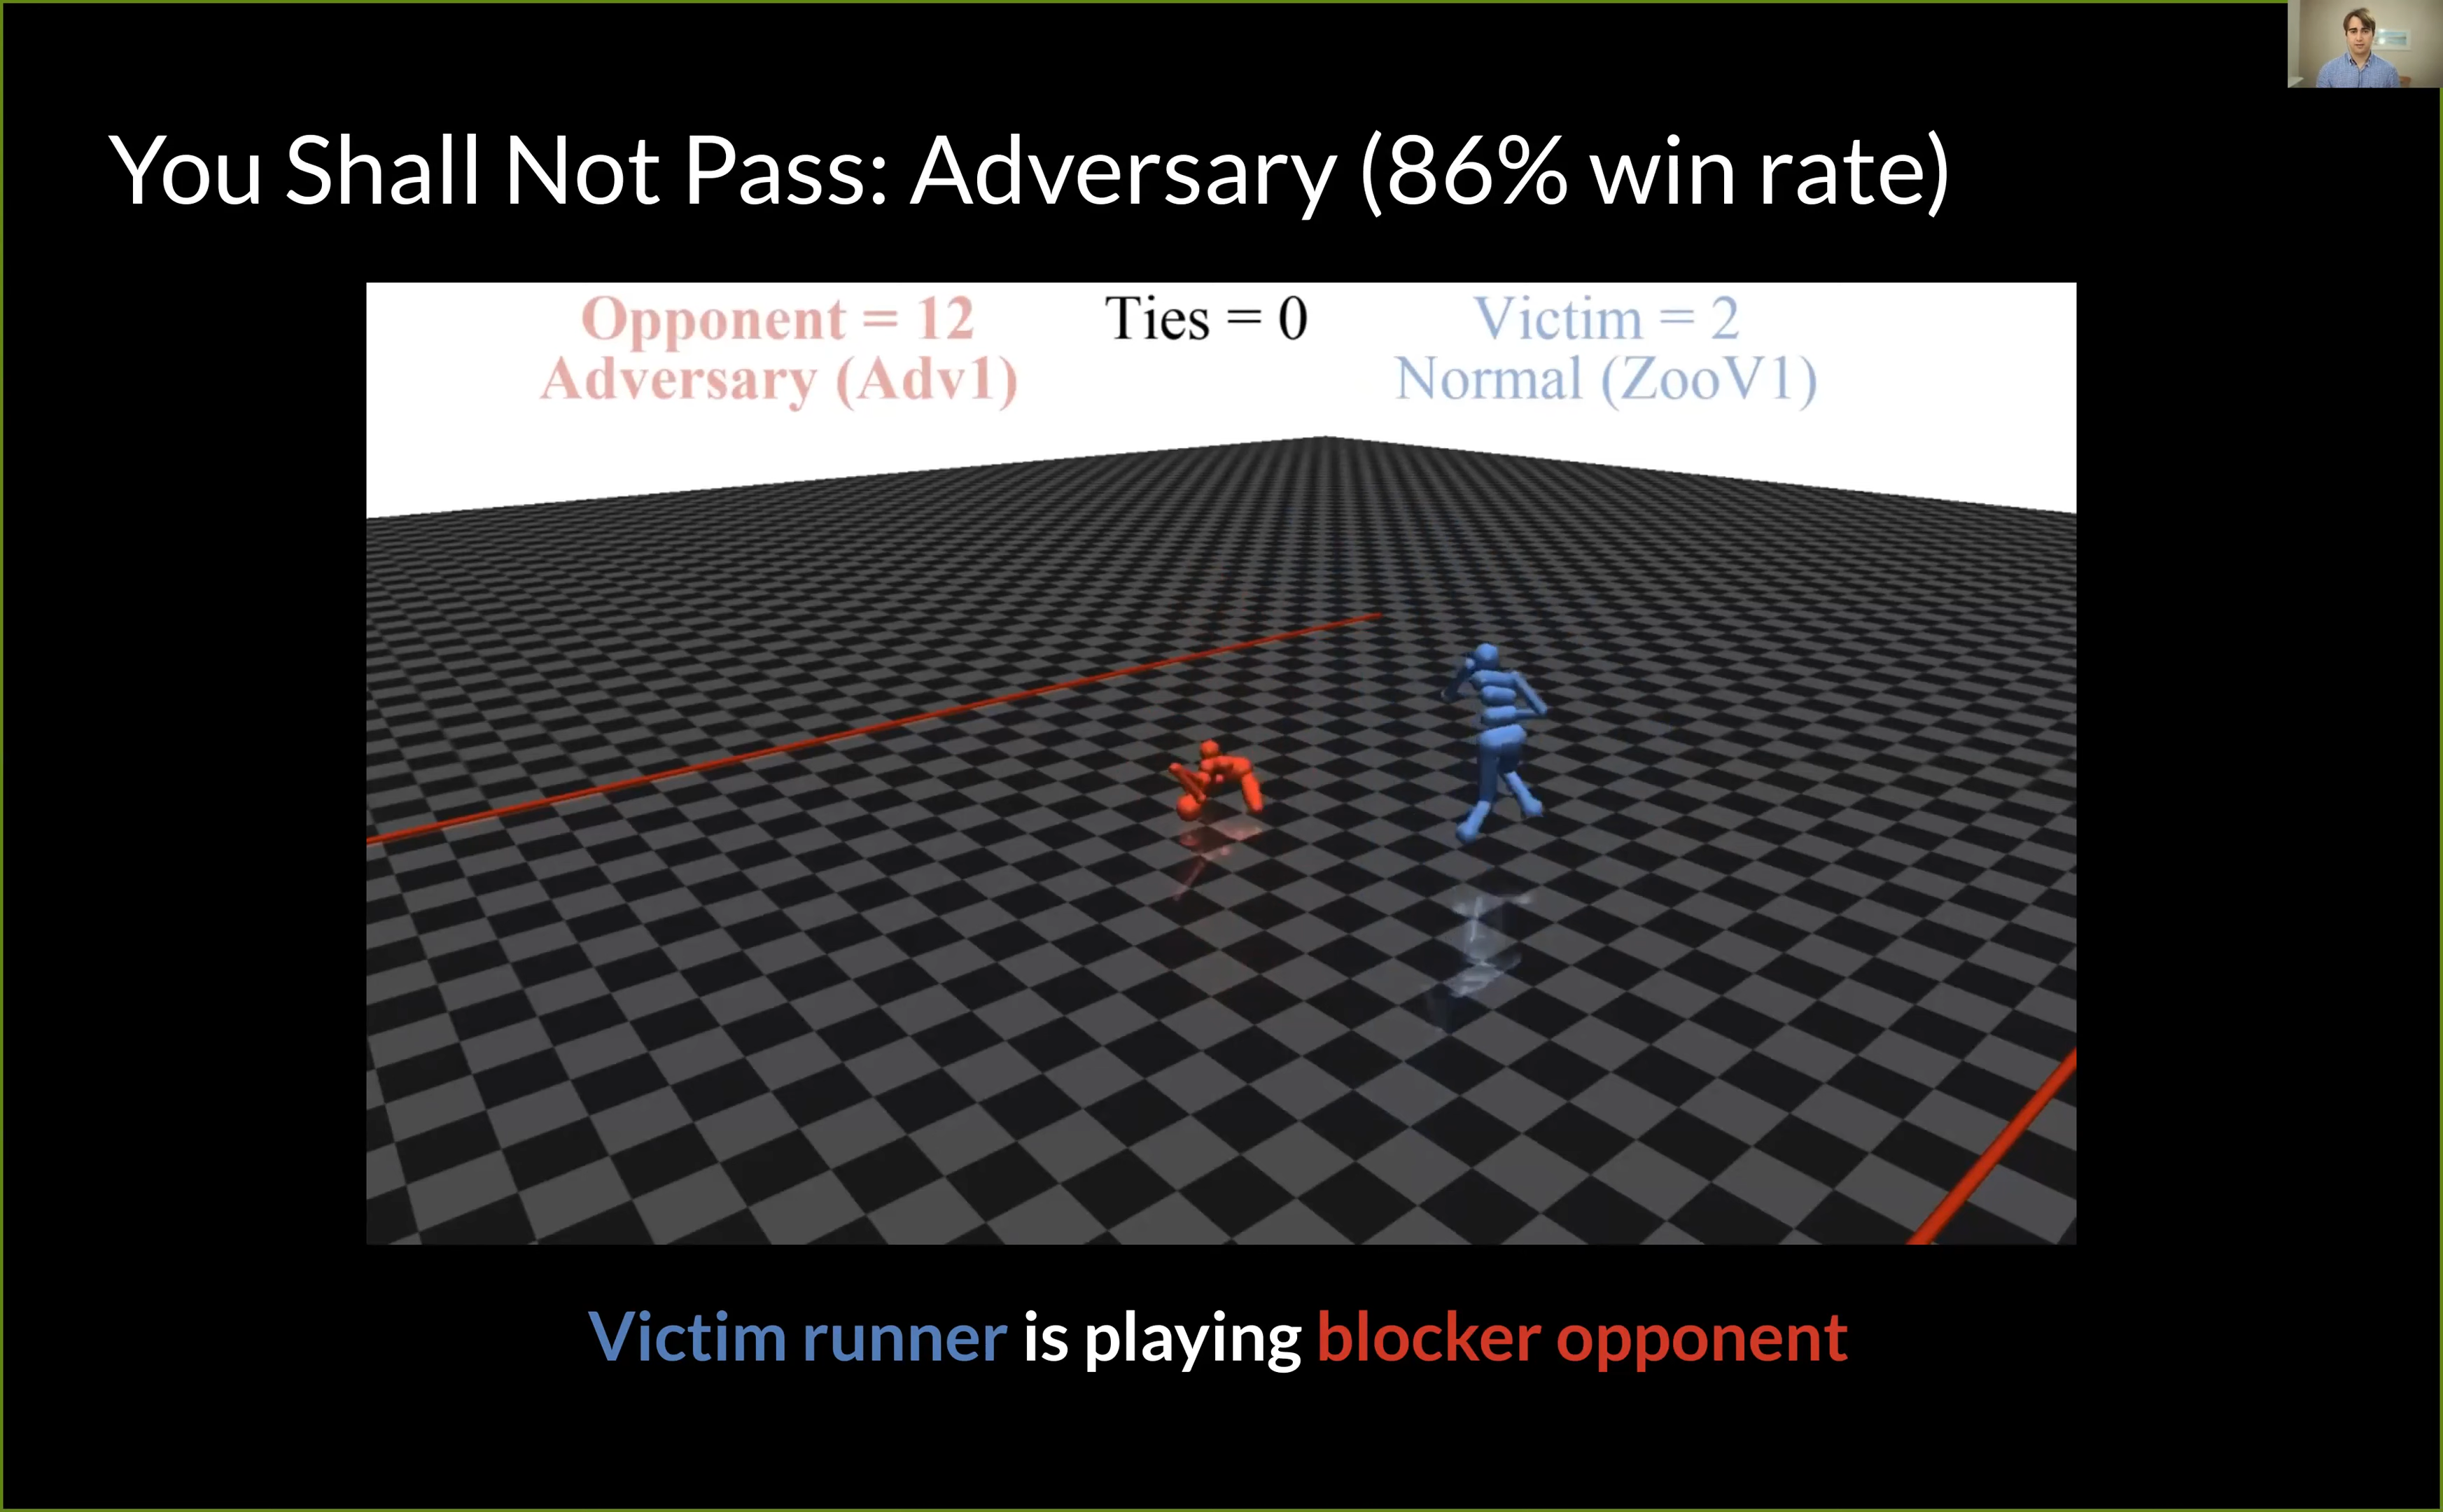 You Shall Not Pass: Adversary (86% win rate)
Opponent = 12 Ties = 0 Victim = 2
Adversary (Adv1) Normal (ZooV1)
Victim runner is playing blocker opponent